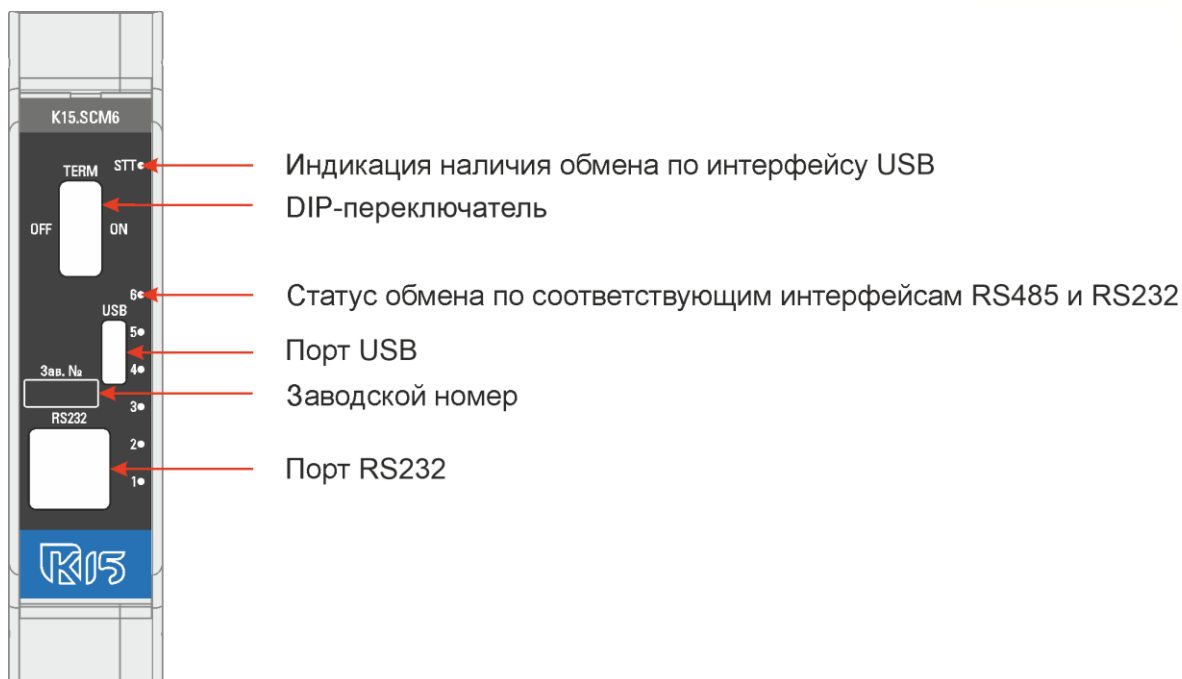 K15.SCM6
STT
Индикация наличия обмена по интерфейсу USB
TERM
DIP-переключатель
OFF
ON
6
Статус обмена по соответствующим интерфейсам RS485 и RS232
USB
5
Порт USB
4
Зав. №
Заводской номер
3
RS232
2
Порт RS232
1
K15